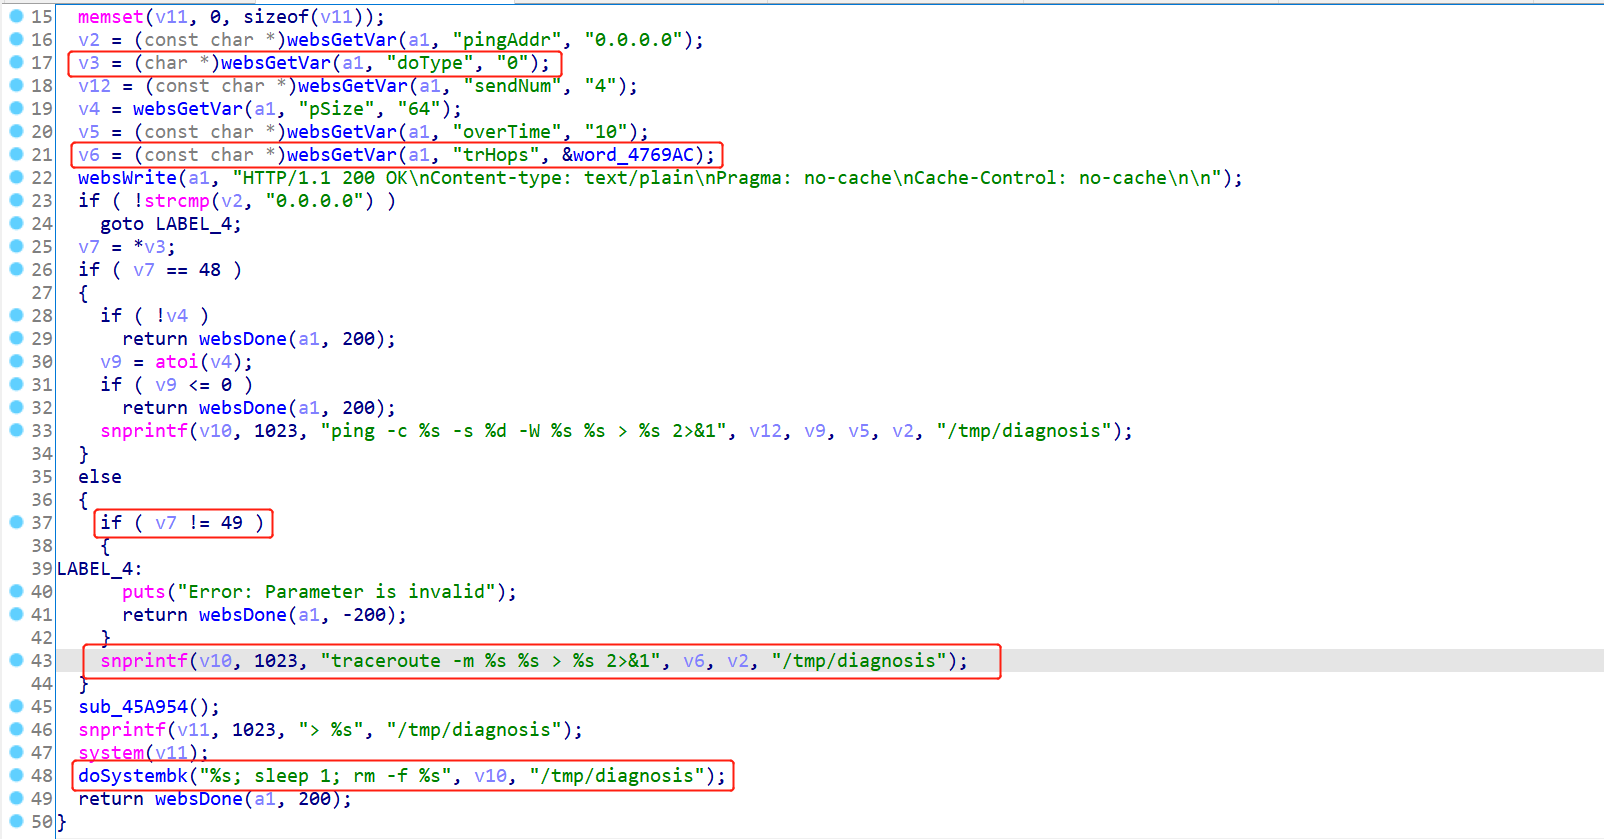 15 memset(v11, 0, sizeof(v11));
16 v2 = (const char *)websGetVar(a1, "pingAddr", "0.0.0.0");
17 v3 = (char *)websGetVar(a1, "doType", "0");
18 v12 = (const char *)websGetVar(a1, "sendNum", "4");
19 v4 = websGetVar(a1, "pSize", "64");
20 v5 = (const char *)websGetVar(a1, "overTime", "10");
21 v6 = (const char *)websGetVar(a1, "trHops", &word_4769AC);
22 websWrite(a1, "HTTP/1.1 200 OK\nContent-type: text/plain\nPragma: no-cache\nCache-Control: no-cache\n\n");
23 if ( !strcmp(v2, "0.0.0.0") )
24 goto LABEL_4;
25 v7 = *v3;
26 if ( v7 == 48 )
27 {
28 if ( !v4 )
29 return websDone(a1, 200);
30 v9 = atoi(v4);
31 if ( v9 <= 0 )
32 return websDone(a1, 200);
33 snprintf(v10, 1023, "ping -c %s -s %d -W %s %s > %s 2>&1", v12, v9, v5, v2, "/tmp/diagnosis");
34 }
35 else
36 {
37 if ( v7 != 49 )
38 {
39 LABEL_4:
40 puts("Error: Parameter is invalid");
41 return websDone(a1, -200);
42 }
43 snprintf(v10, 1023, "traceroute -m %s %s > %s 2>&1", v6, v2, "/tmp/diagnosis");
44 }
45 sub_45A954();
46 snprintf(v11, 1023, "> %s", "/tmp/diagnosis");
47 system(v11);
48 doSystembk("%s; sleep 1; rm -f %s", v10, "/tmp/diagnosis");
49 return websDone(a1, 200);
50 }